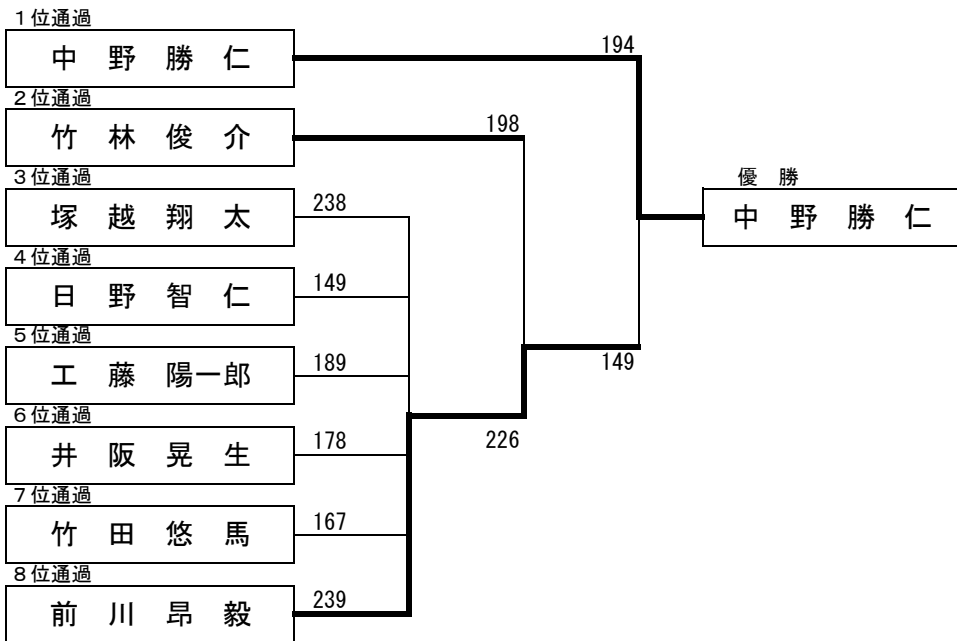 1位通過
中野勝仁
194
2位通過
竹林俊介
198
3位通過
塚越翔太
238
優勝
中野勝仁
4位通過
日野智仁
149
5位通過
工藤陽一郎
189
149
6位通過
井阪晃生
178
226
7位通過
竹田悠馬
167
8位通過
前川昂毅
239